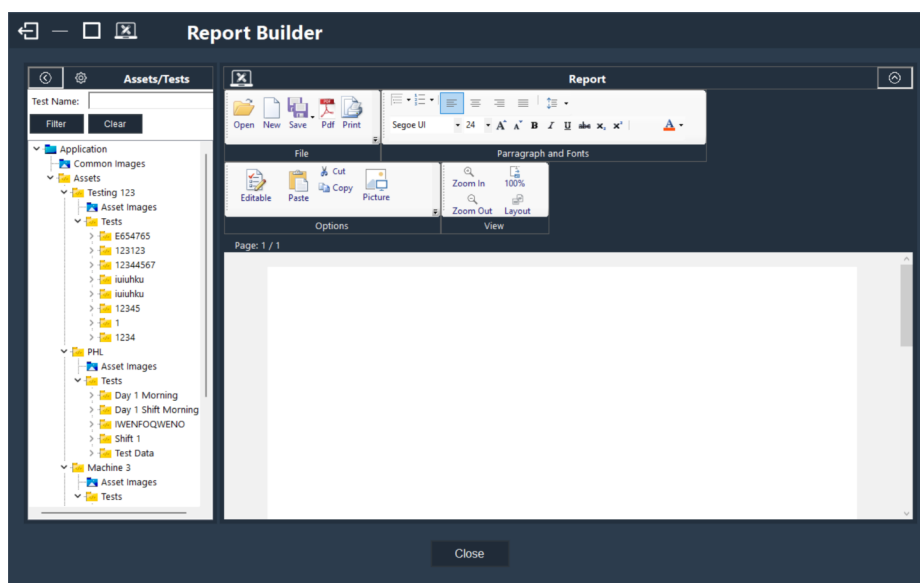 Report Builder
Assets/Tests
Test Name:
Filter Clear
Application
Common Images
Assets
Testing 123
Asset Images
Tests
E654765
123123
12344567
iuiuhku
iuiuhku
12345
1
1234
PHL
Asset Images
Tests
Day 1 Morning
Day 1 Shift Morning
IWENFOQWENO
Shift 1
Test Data
Machine 3
Asset Images
Tests
Report
Open New Save Pdf Print
File
Segoe UI 24 A A B I U abc x, x' A
Parragraph and Fonts
Editable Paste Cut Copy Picture
Options
Zoom In 100%
Zoom Out Layout
View
Page: 1 / 1
Close